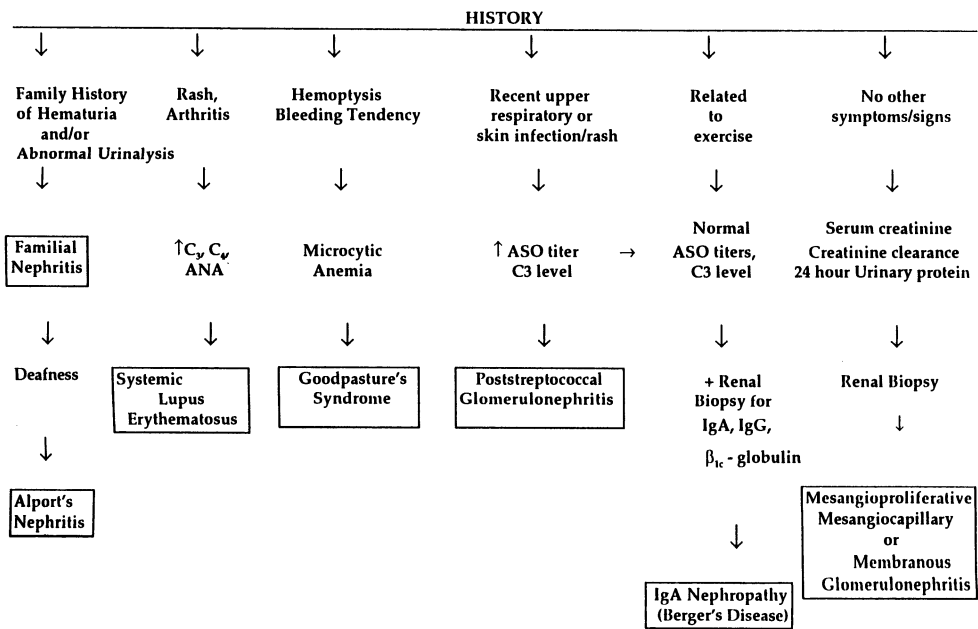 HISTORY
Family History
of Hematuria
and/or
Abnormal Urinalysis
Rash,
Arthritis
Hemoptysis
Bleeding Tendency
Recent upper
respiratory or
skin infection/rash
Related
to
exercise
No other
symptoms/signs
Familial
Nephritis
↑C₃, C₄,
ANA
Microcytic
Anemia
↑ ASO titer
C3 level
→
Normal
ASO titers,
C3 level
Serum creatinine
Creatinine clearance
24 hour Urinary protein
Deafness
Systemic
Lupus
Erythematosus
Goodpasture's
Syndrome
Poststreptococcal
Glomerulonephritis
+ Renal
Biopsy for
IgA, IgG,
β₁c - globulin
Renal Biopsy
Alport's
Nephritis
IgA Nephropathy
(Berger's Disease)
Mesangioproliferative
Mesangiocapillary
or
Membranous
Glomerulonephritis